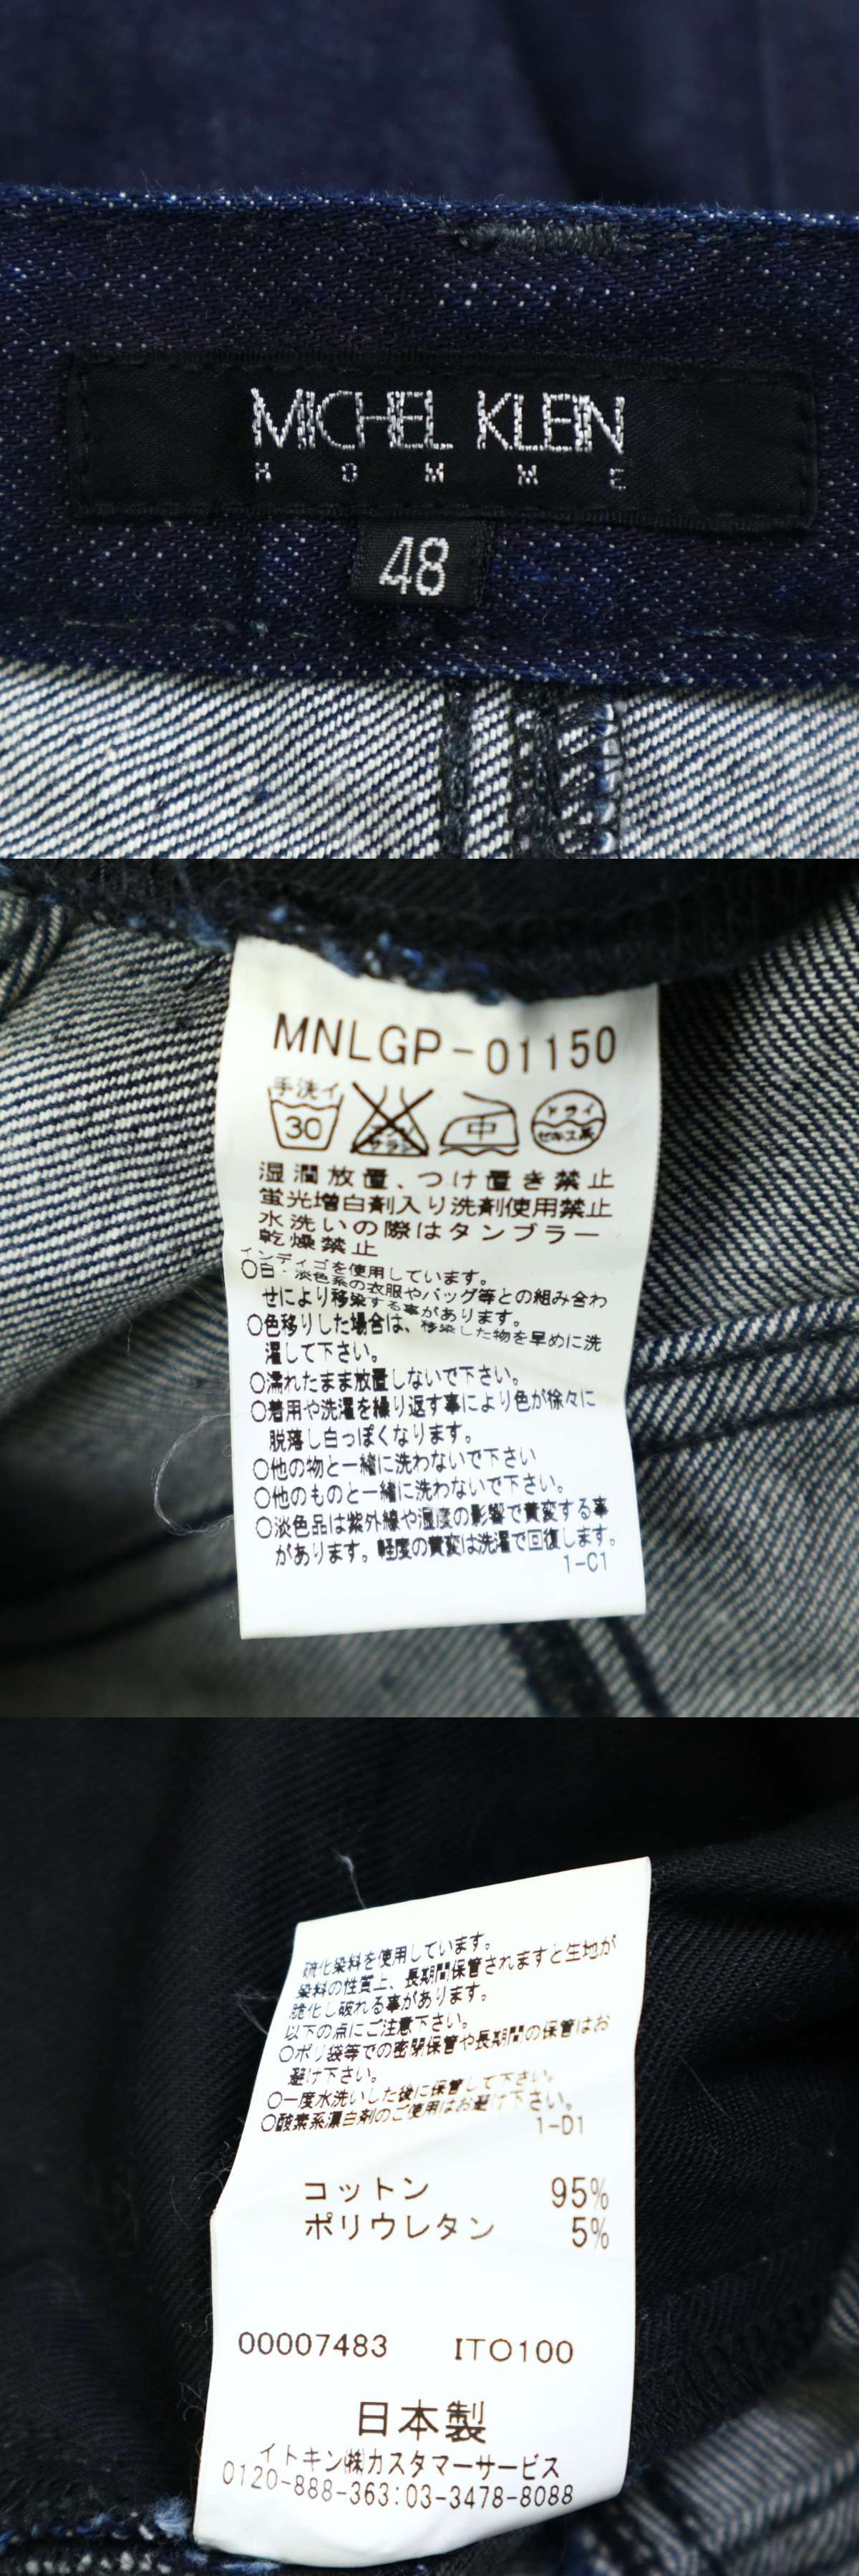 MICHEL KLEIN
HOMME
48
MNLGP-01150
手洗イ
30
エンソ
サラシ
中
ドライ
セキユ系
湿潤放置、つけ置き禁止
蛍光増白剤入り洗剤使用禁止
水洗いの際はタンブラー
乾燥禁止
インディゴを使用しています。
○白・淡色系の衣服やバッグ等との組み合わ
せにより移染する事があります。
○色移りした場合は、移染した物を早めに洗
濯して下さい。
○濡れたまま放置しないで下さい。
○着用や洗濯を繰り返す事により色が徐々に
脱落し白っぽくなります。
○他の物と一緒に洗わないで下さい
○他のものと一緒に洗わないで下さい。
○淡色品は紫外線や湿度の影響で黄変する事
があります。軽度の黄変は洗濯で回復します。
1-C1
硫化染料を使用しています。
染料の性質上、長期間保管されますと生地が
脆化し破れる事があります。
以下の点にご注意下さい。
○ポリ袋等での密閉保管や長期間の保管はお
避け下さい。
○一度水洗いした後に保管して下さい。
○酸素系漂白剤のご使用はお避け下さい。
1-D1
コットン 95%
ポリウレタン 5%
00007483 ITO100
日本製
イトキン㈱カスタマーサービス
0120-888-363:03-3478-8088